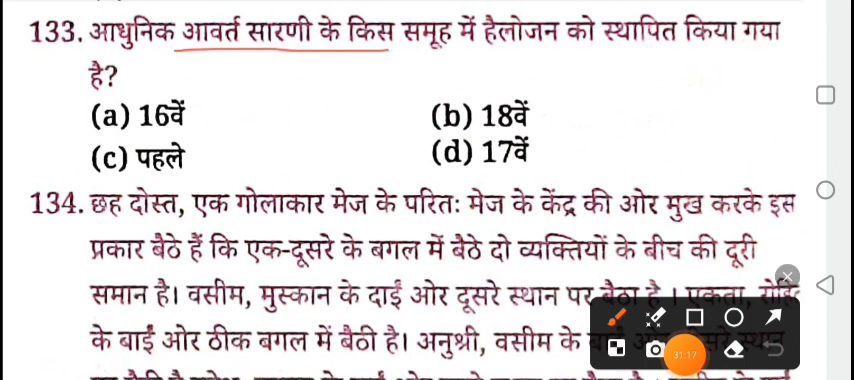 133. आधुनिक आवर्त सारणी के किस समूह में हैलोजन को स्थापित किया गया
है?
(a) 16वें (b) 18वें
(c) पहले (d) 17वें
134. छह दोस्त, एक गोलाकार मेज के परितः मेज के केंद्र की ओर मुख करके इस
प्रकार बैठे हैं कि एक-दूसरे के बगल में बैठे दो व्यक्तियों के बीच की दूरी
समान है। वसीम, मुस्कान के दाईं ओर दूसरे स्थान पर बैठा है। एकता,
के बाईं ओर ठीक बगल में बैठी है। अनुश्री, वसीम के
31:17